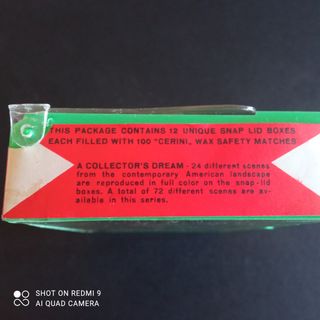 THIS PACKAGE CONTAINS 12 UNIQUE SNAP LID BOXES
EACH FILLED WITH 100 "CERINI„ WAX SAFETY MATCHES
A COLLECTOR'S DREAM - 24 different scenes
from the contemporary American landscape
are reproduced in full color on the snap-lid
boxes. A total of 72 different scenes are av-
ailable in this series.
SHOT ON REDMI 9
AI QUAD CAMERA